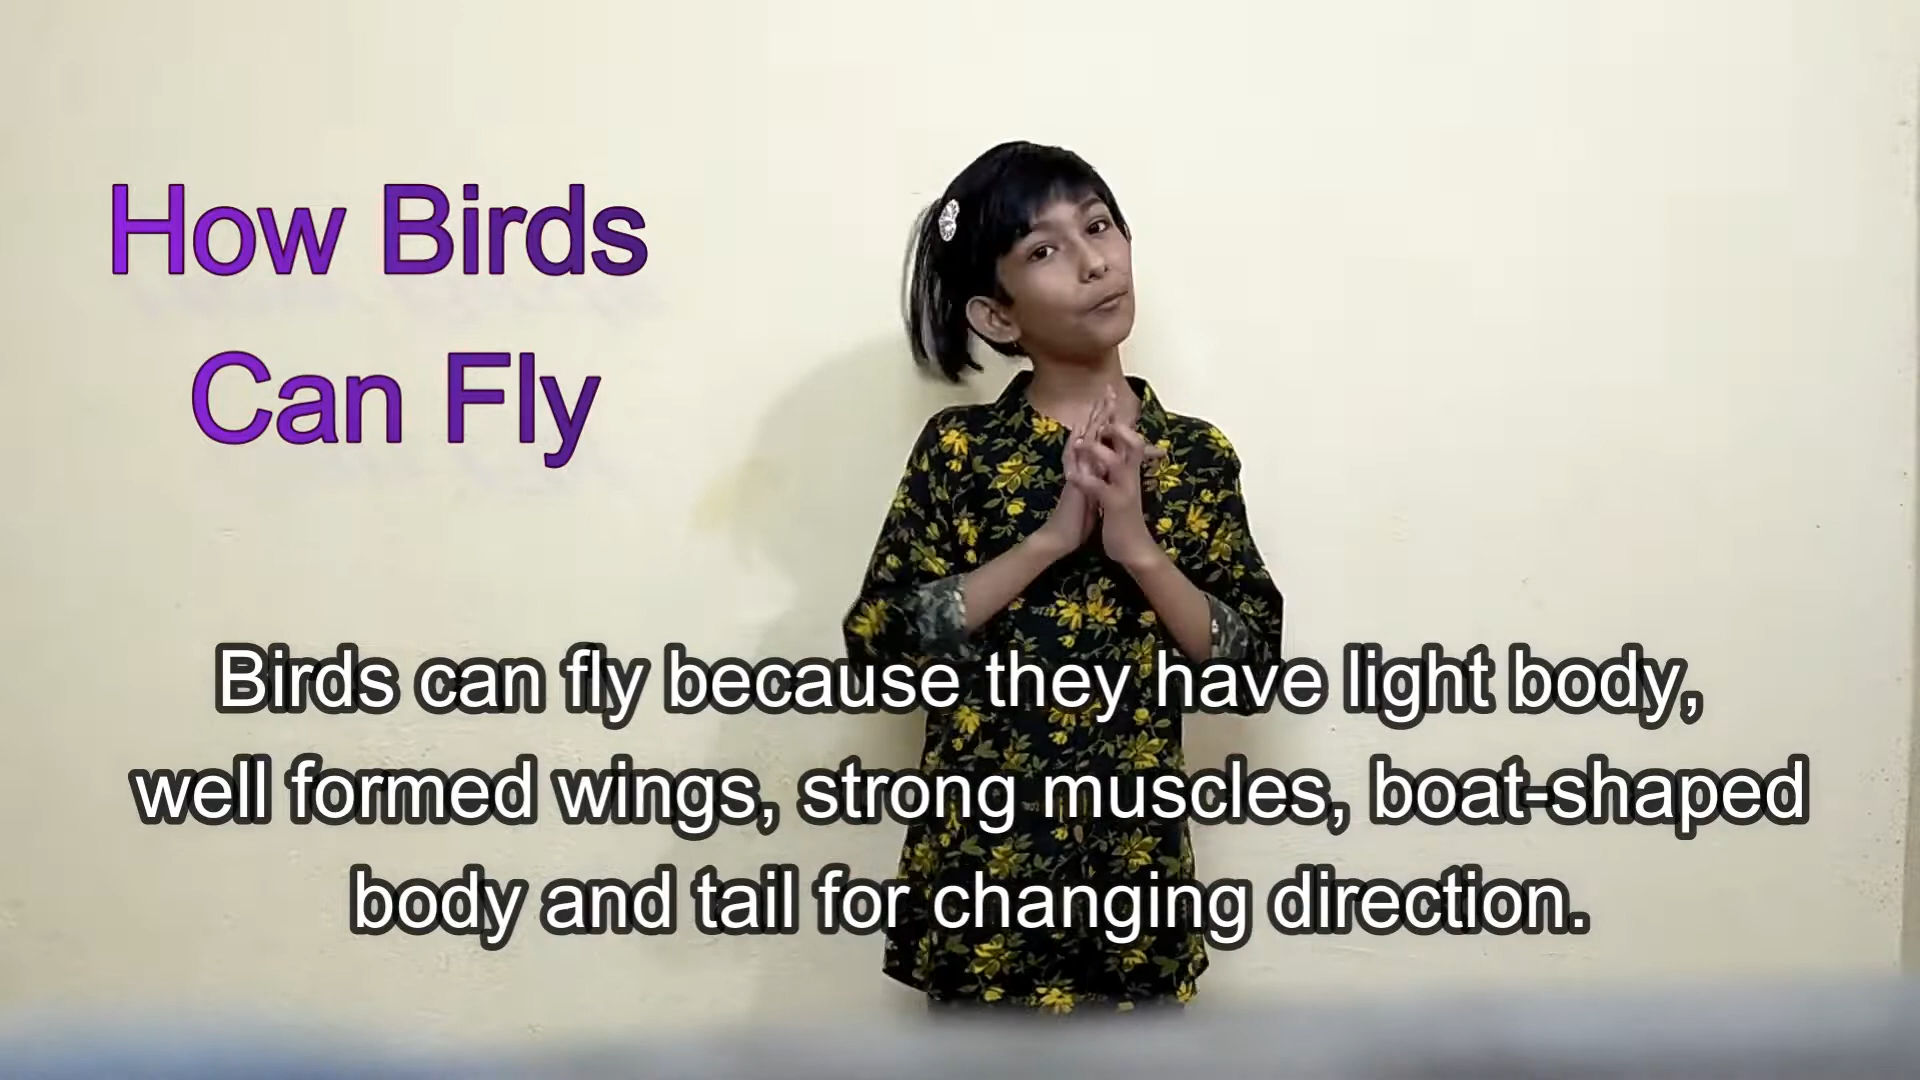 How Birds
Can Fly
Birds can fly because they have light body,
well formed wings, strong muscles, boat-shaped
body and tail for changing direction.